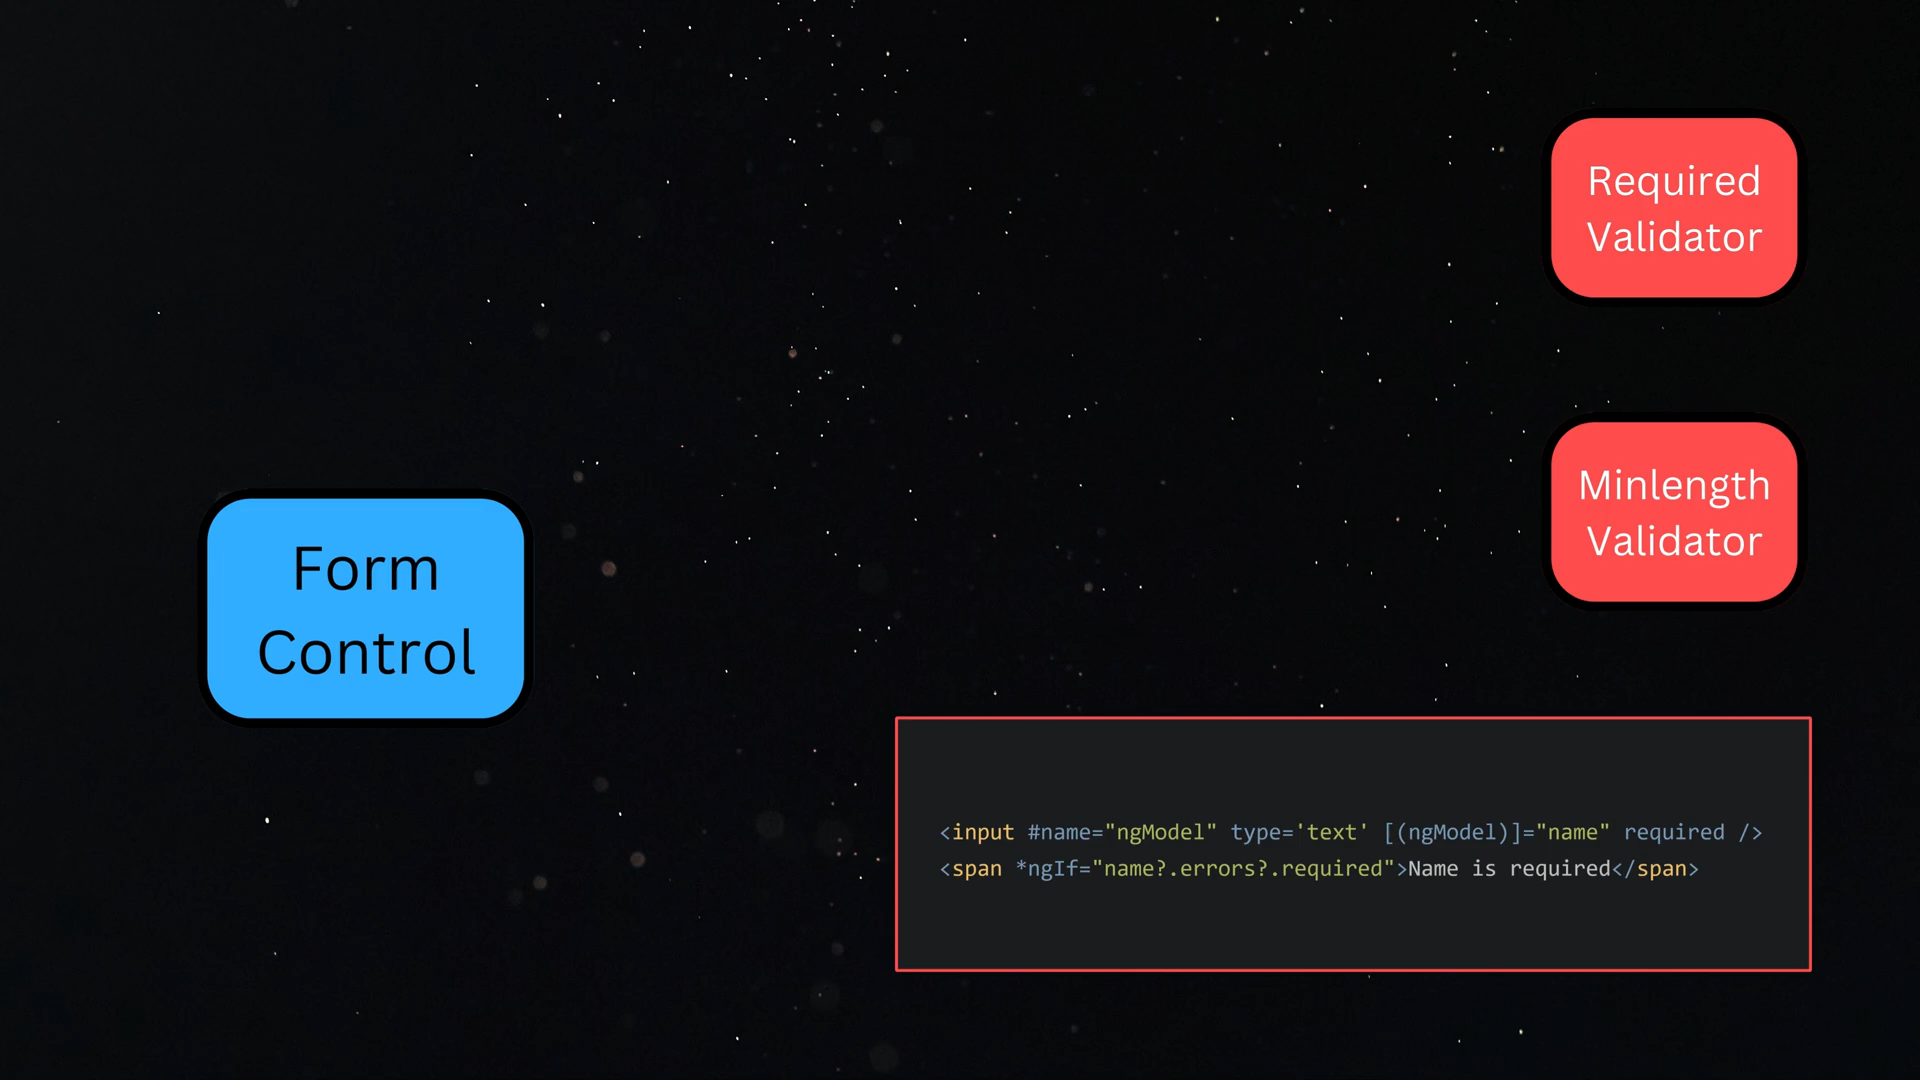 Required
Validator
Minlength
Validator
Form
Control
<input #name="ngModel" type='text' [(ngModel)]="name" required />
<span *ngIf="name?.errors?.required">Name is required</span>